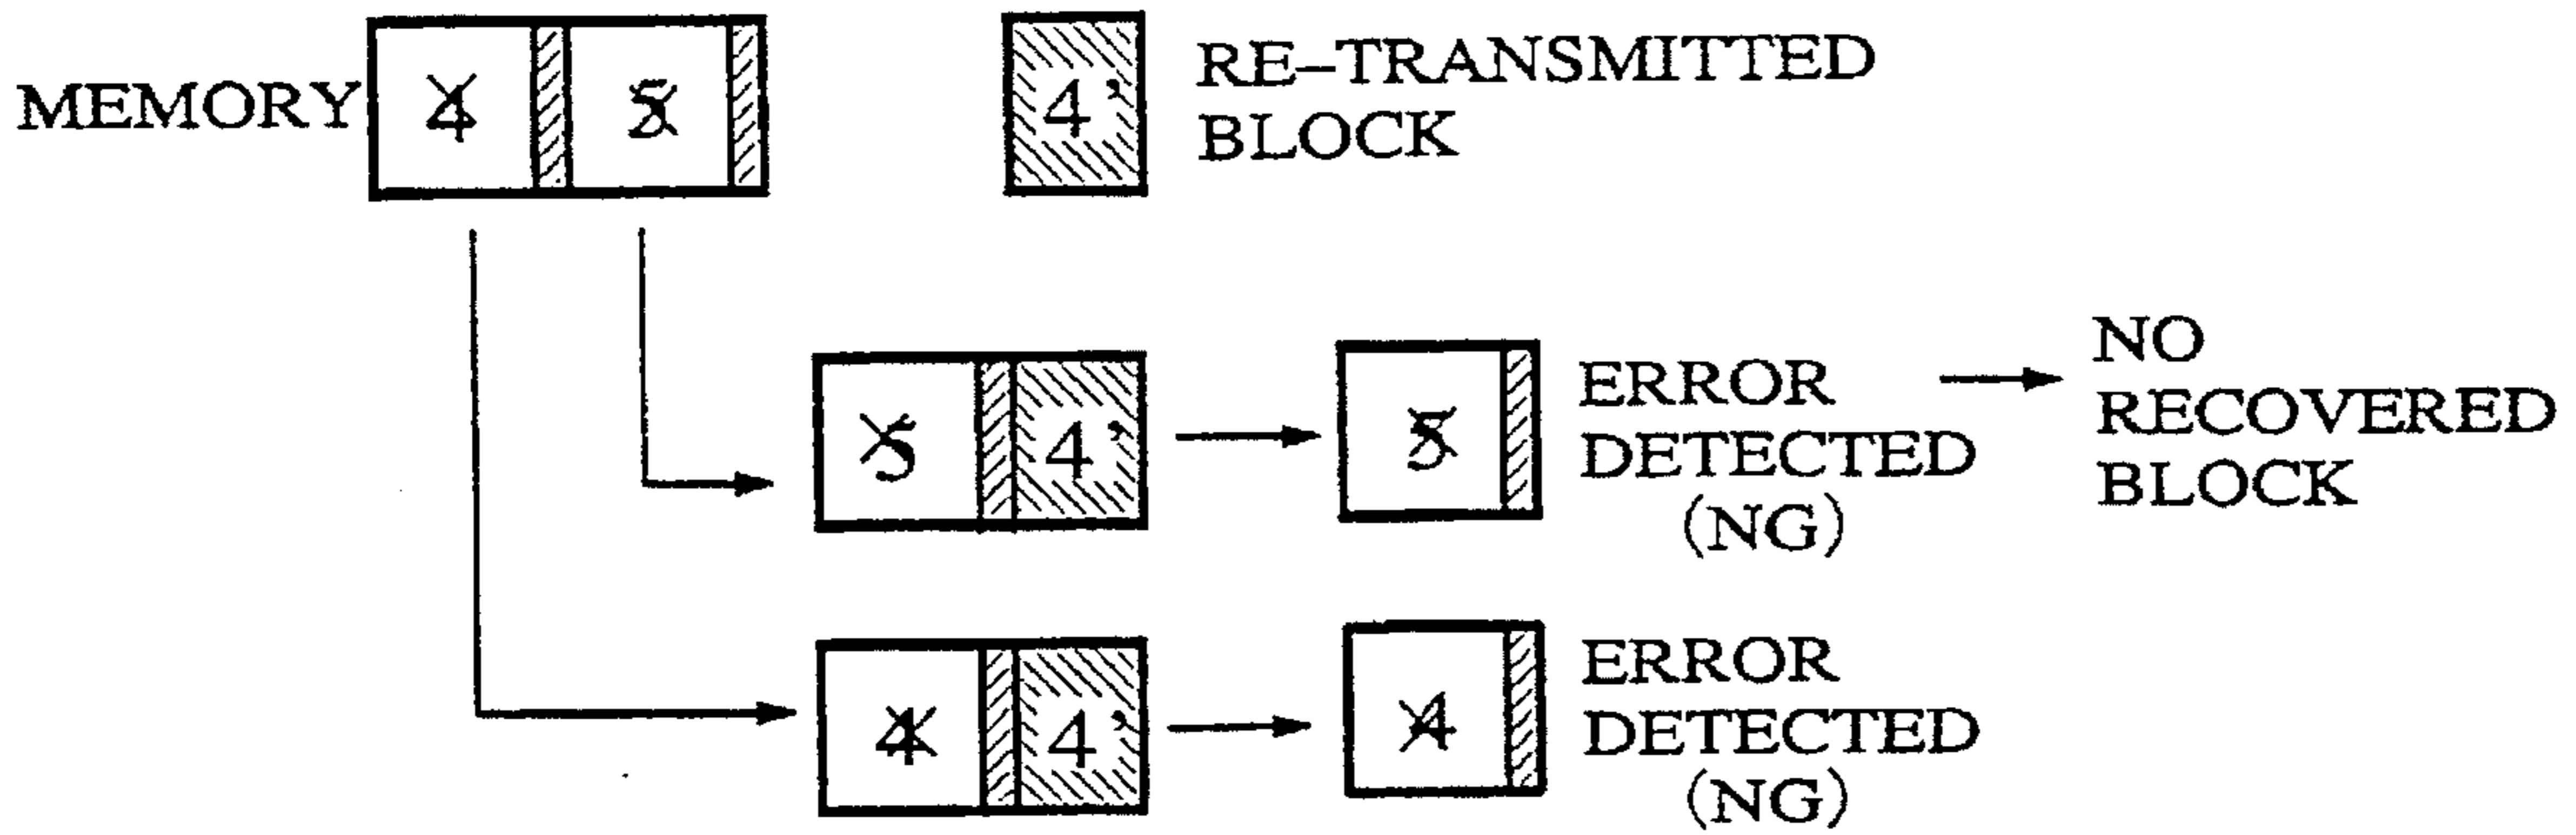 MEMORY
4
5
4’
RE-TRANSMITTED
BLOCK
5
4’
5
ERROR
DETECTED
(NG)
NO
RECOVERED
BLOCK
4
4’
4
ERROR
DETECTED
(NG)